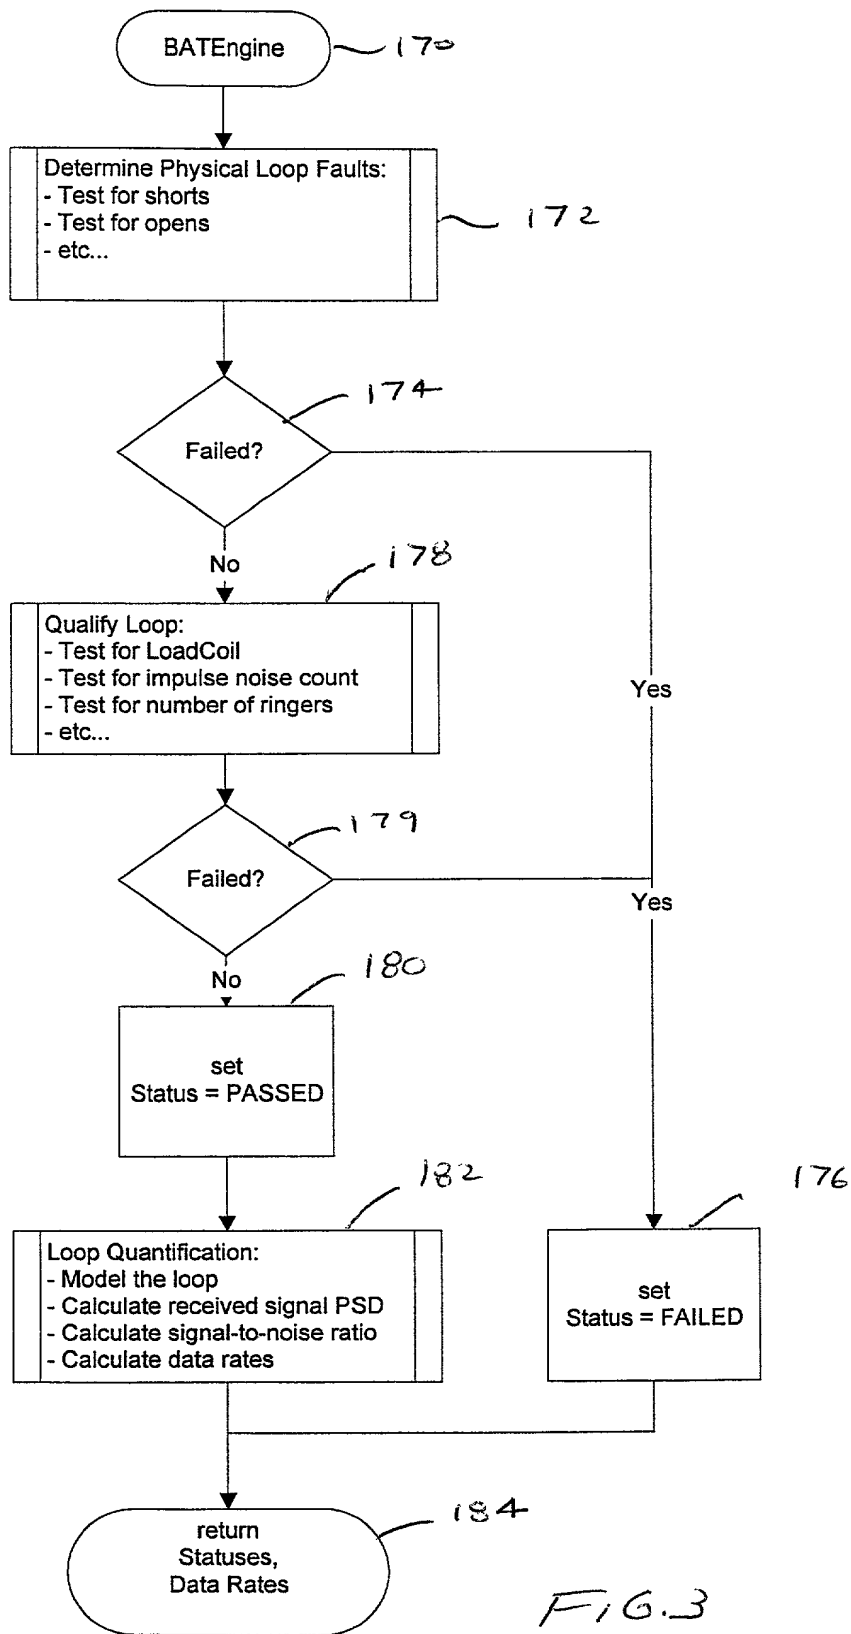 BATEngine
170
Determine Physical Loop Faults:
- Test for shorts
- Test for opens
- etc...
172
174
Failed?
No
178
Qualify Loop:
- Test for LoadCoil
- Test for impulse noise count
- Test for number of ringers
- etc...
Yes
179
Failed?
Yes
No
180
set
Status = PASSED
182
176
Loop Quantification:
- Model the loop
- Calculate received signal PSD
- Calculate signal-to-noise ratio
- Calculate data rates
set
Status = FAILED
184
return
Statuses,
Data Rates
FIG.3